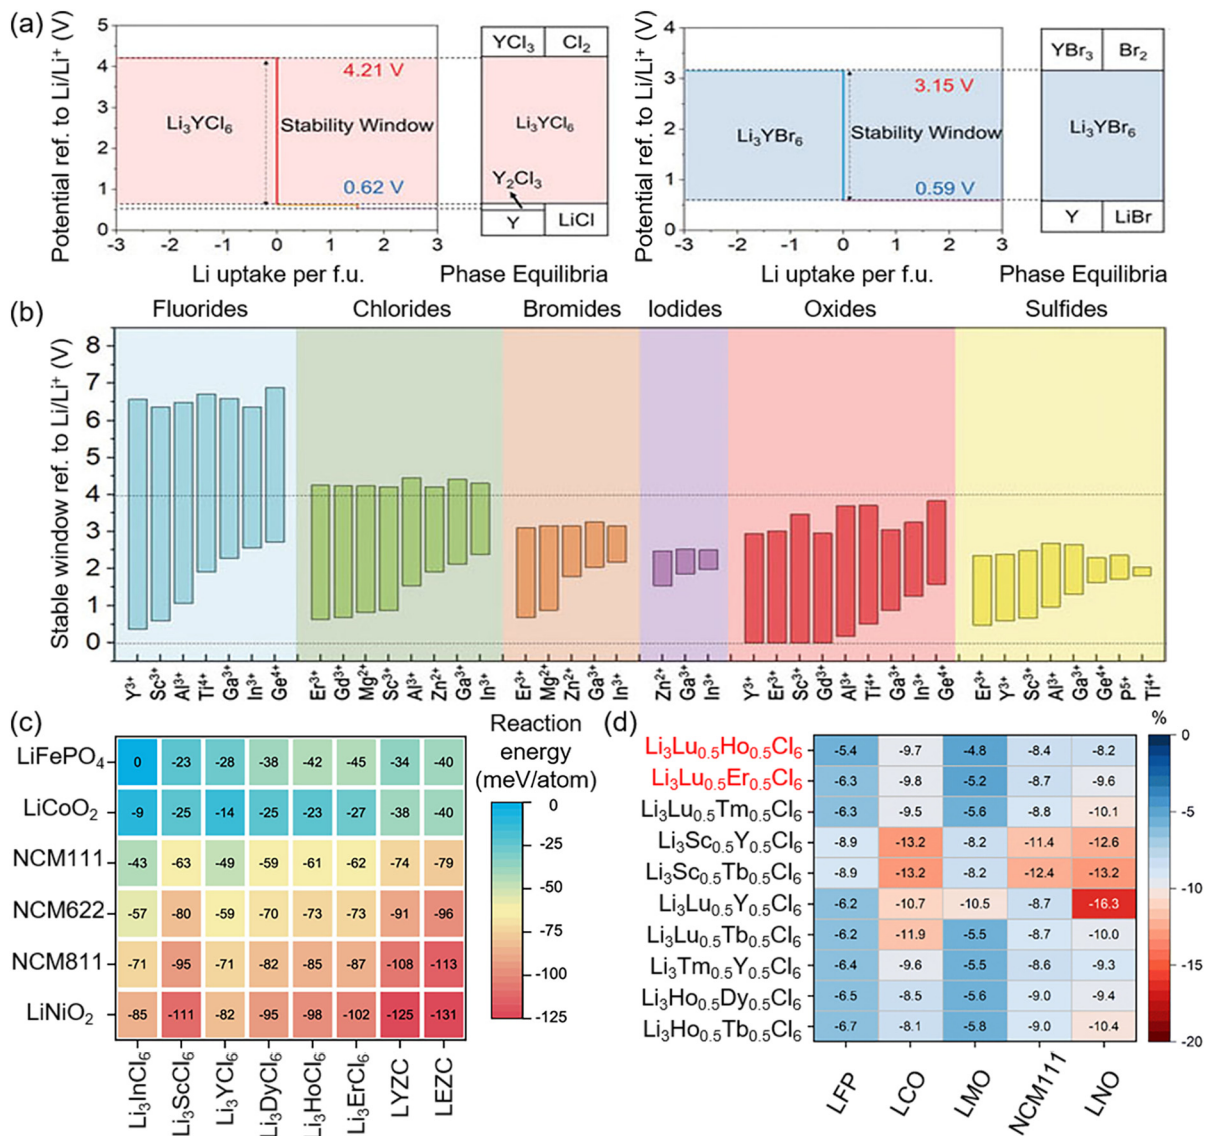 (a)
Potential ref. to Li/Li⁺ (V)
5
4
3
2
1
0
4.21 V
Li₃YCl₆
Stability Window
0.62 V
-3 -2 -1 0 1 2 3
Li uptake per f.u.
YCl₃ Cl₂
Li₃YCl₆
Y₂Cl₃
Y LiCl
Phase Equilibria
Potential ref. to Li/Li⁺ (V)
4
3
2
1
0
3.15 V
Li₃YBr₆
Stability Window
0.59 V
-3 -2 -1 0 1 2 3
Li uptake per f.u.
YBr₃ Br₂
Li₃YBr₆
Y LiBr
Phase Equilibria
(b)
Fluorides Chlorides Bromides Iodides Oxides Sulfides
Stable window ref. to Li/Li⁺ (V)
8
7
6
5
4
3
2
1
0
Y³⁺ Sc³⁺ Al³⁺ Ti⁴⁺ Ga³⁺ In³⁺ Ge⁴⁺ Er³⁺ Gd³⁺ Mg²⁺ Sc³⁺ Al³⁺ Zn²⁺ Ga³⁺ In³⁺ Er³⁺ Mg²⁺ Zn²⁺ Ga³⁺ In³⁺ Zn²⁺ Ga³⁺ In³⁺ Y³⁺ Er³⁺ Sc³⁺ Gd³⁺ Al³⁺ Ti⁴⁺ Ga³⁺ In³⁺ Ge⁴⁺ Er³⁺ Y³⁺ Sc³⁺ Al³⁺ Ga³⁺ Ge⁴⁺ P⁵⁺ Ti⁴⁺
(c)
LiFePO₄ 0 -23 -28 -38 -42 -45 -34 -40
LiCoO₂ -9 -25 -14 -25 -23 -27 -38 -40
NCM111 -43 -63 -49 -59 -61 -62 -74 -79
NCM622 -57 -80 -59 -70 -73 -73 -91 -96
NCM811 -71 -95 -71 -82 -85 -87 -108 -113
LiNiO₂ -85 -111 -82 -95 -98 -102 -125 -131
Li₃InCl₆ Li₃ScCl₆ Li₃YCl₆ Li₃DyCl₆ Li₃HoCl₆ Li₃ErCl₆ LYZC LEZC
Reaction
energy
(meV/atom)
0
-25
-50
-75
-100
-125
(d)
Li₃Lu₀.₅Ho₀.₅Cl₆ -5.4 -9.7 -4.8 -8.4 -8.2
Li₃Lu₀.₅Er₀.₅Cl₆ -6.3 -9.8 -5.2 -8.7 -9.6
Li₃Lu₀.₅Tm₀.₅Cl₆ -6.3 -9.5 -5.6 -8.8 -10.1
Li₃Sc₀.₅Y₀.₅Cl₆ -8.9 -13.2 -8.2 -11.4 -12.6
Li₃Sc₀.₅Tb₀.₅Cl₆ -8.9 -13.2 -8.2 -12.4 -13.2
Li₃Lu₀.₅Y₀.₅Cl₆ -6.2 -10.7 -10.5 -8.7 -16.3
Li₃Lu₀.₅Tb₀.₅Cl₆ -6.2 -11.9 -5.5 -8.7 -10.0
Li₃Tm₀.₅Y₀.₅Cl₆ -6.4 -9.6 -5.5 -8.6 -9.3
Li₃Ho₀.₅Dy₀.₅Cl₆ -6.5 -8.5 -5.6 -9.0 -9.4
Li₃Ho₀.₅Tb₀.₅Cl₆ -6.7 -8.1 -5.8 -9.0 -10.4
LFP LCO LMO NCM111 LNO
%
0
-5
-10
-15
-20